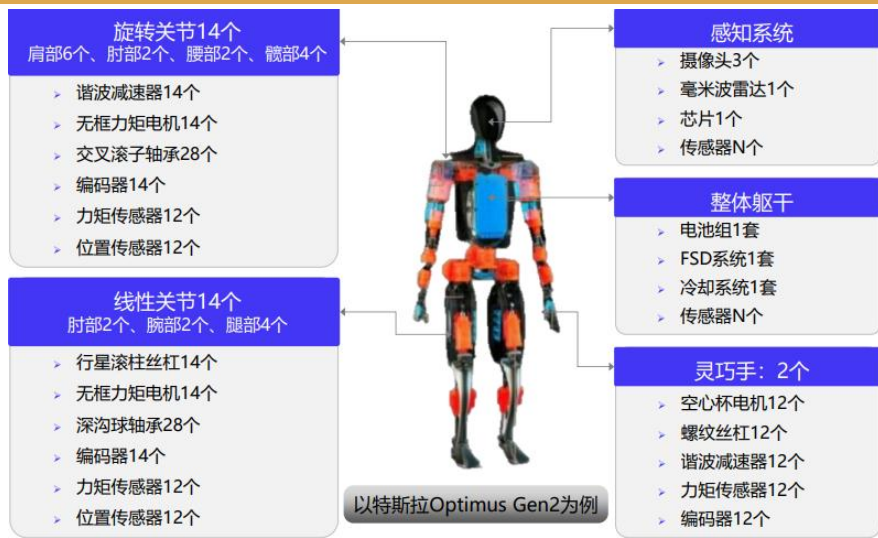 旋转关节14个
肩部6个、肘部2个、腰部2个、髋部4个
谐波减速器14个
无框力矩电机14个
交叉滚子轴承28个
编码器14个
力矩传感器12个
位置传感器12个
线性关节14个
肘部2个、腕部2个、腿部4个
行星滚柱丝杠14个
无框力矩电机14个
深沟球轴承28个
编码器14个
力矩传感器12个
位置传感器12个
以特斯拉Optimus Gen2为例
感知系统
摄像头3个
毫米波雷达1个
芯片1个
传感器N个
整体躯干
电池组1套
FSD系统1套
冷却系统1套
传感器N个
灵巧手：2个
空心杯电机12个
螺纹丝杠12个
谐波减速器12个
力矩传感器12个
编码器12个